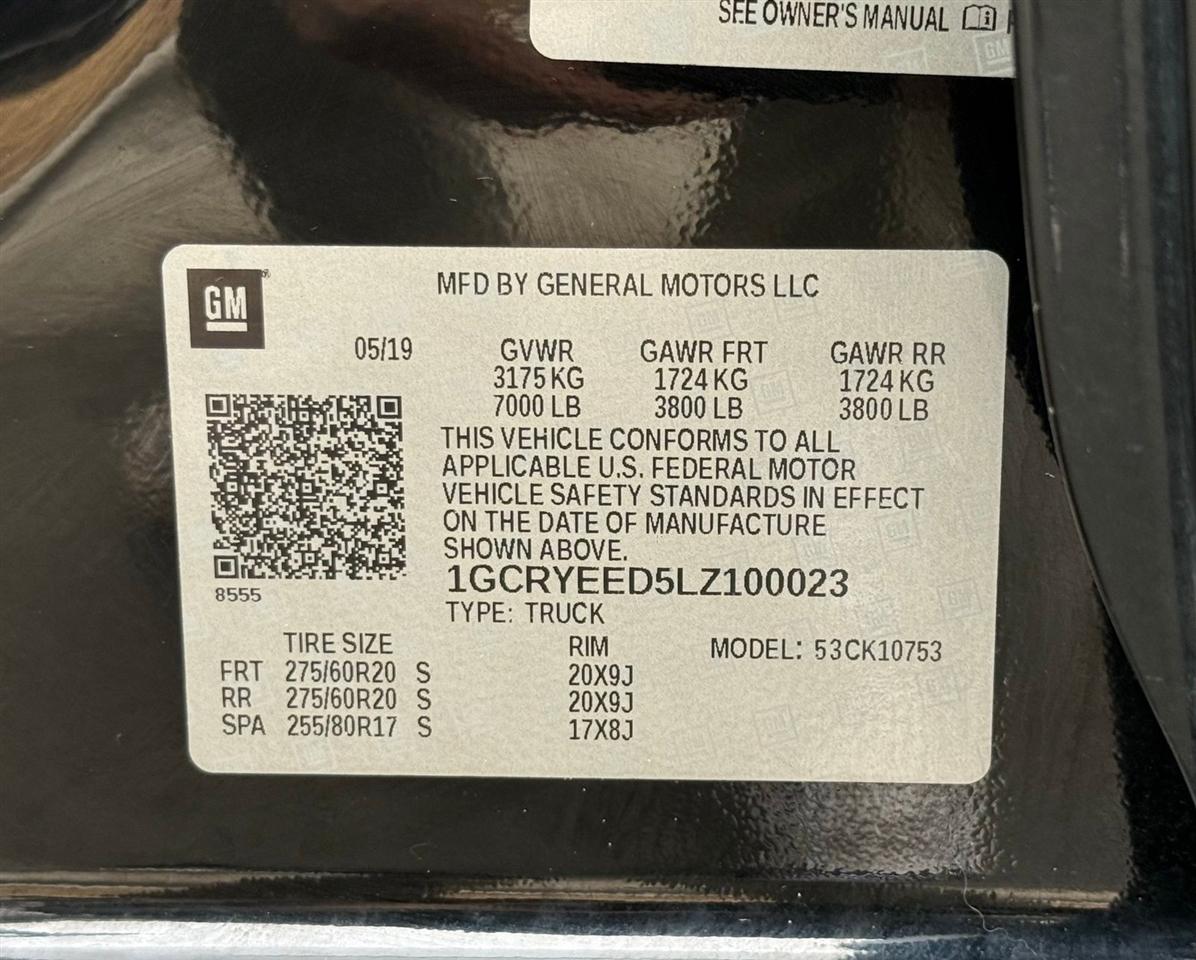 SEE OWNER'S MANUAL
GM
MFD BY GENERAL MOTORS LLC
05/19 GVWR GAWR FRT GAWR RR
3175 KG 1724 KG 1724 KG
7000 LB 3800 LB 3800 LB
THIS VEHICLE CONFORMS TO ALL
APPLICABLE U.S. FEDERAL MOTOR
VEHICLE SAFETY STANDARDS IN EFFECT
ON THE DATE OF MANUFACTURE
SHOWN ABOVE.
1GCRYEED5LZ100023
8555
TYPE: TRUCK
TIRE SIZE RIM MODEL: 53CK10753
FRT 275/60R20 S 20X9J
RR 275/60R20 S 20X9J
SPA 255/80R17 S 17X8J